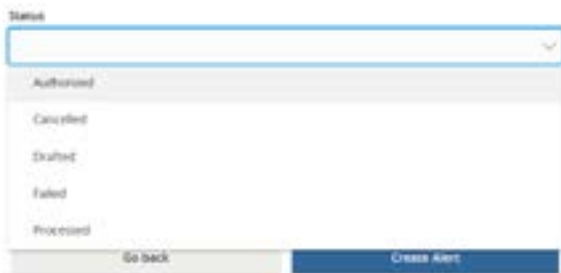 Status
Authorized
Cancelled
Drafted
Failed
Processed
Go back
Create Alert